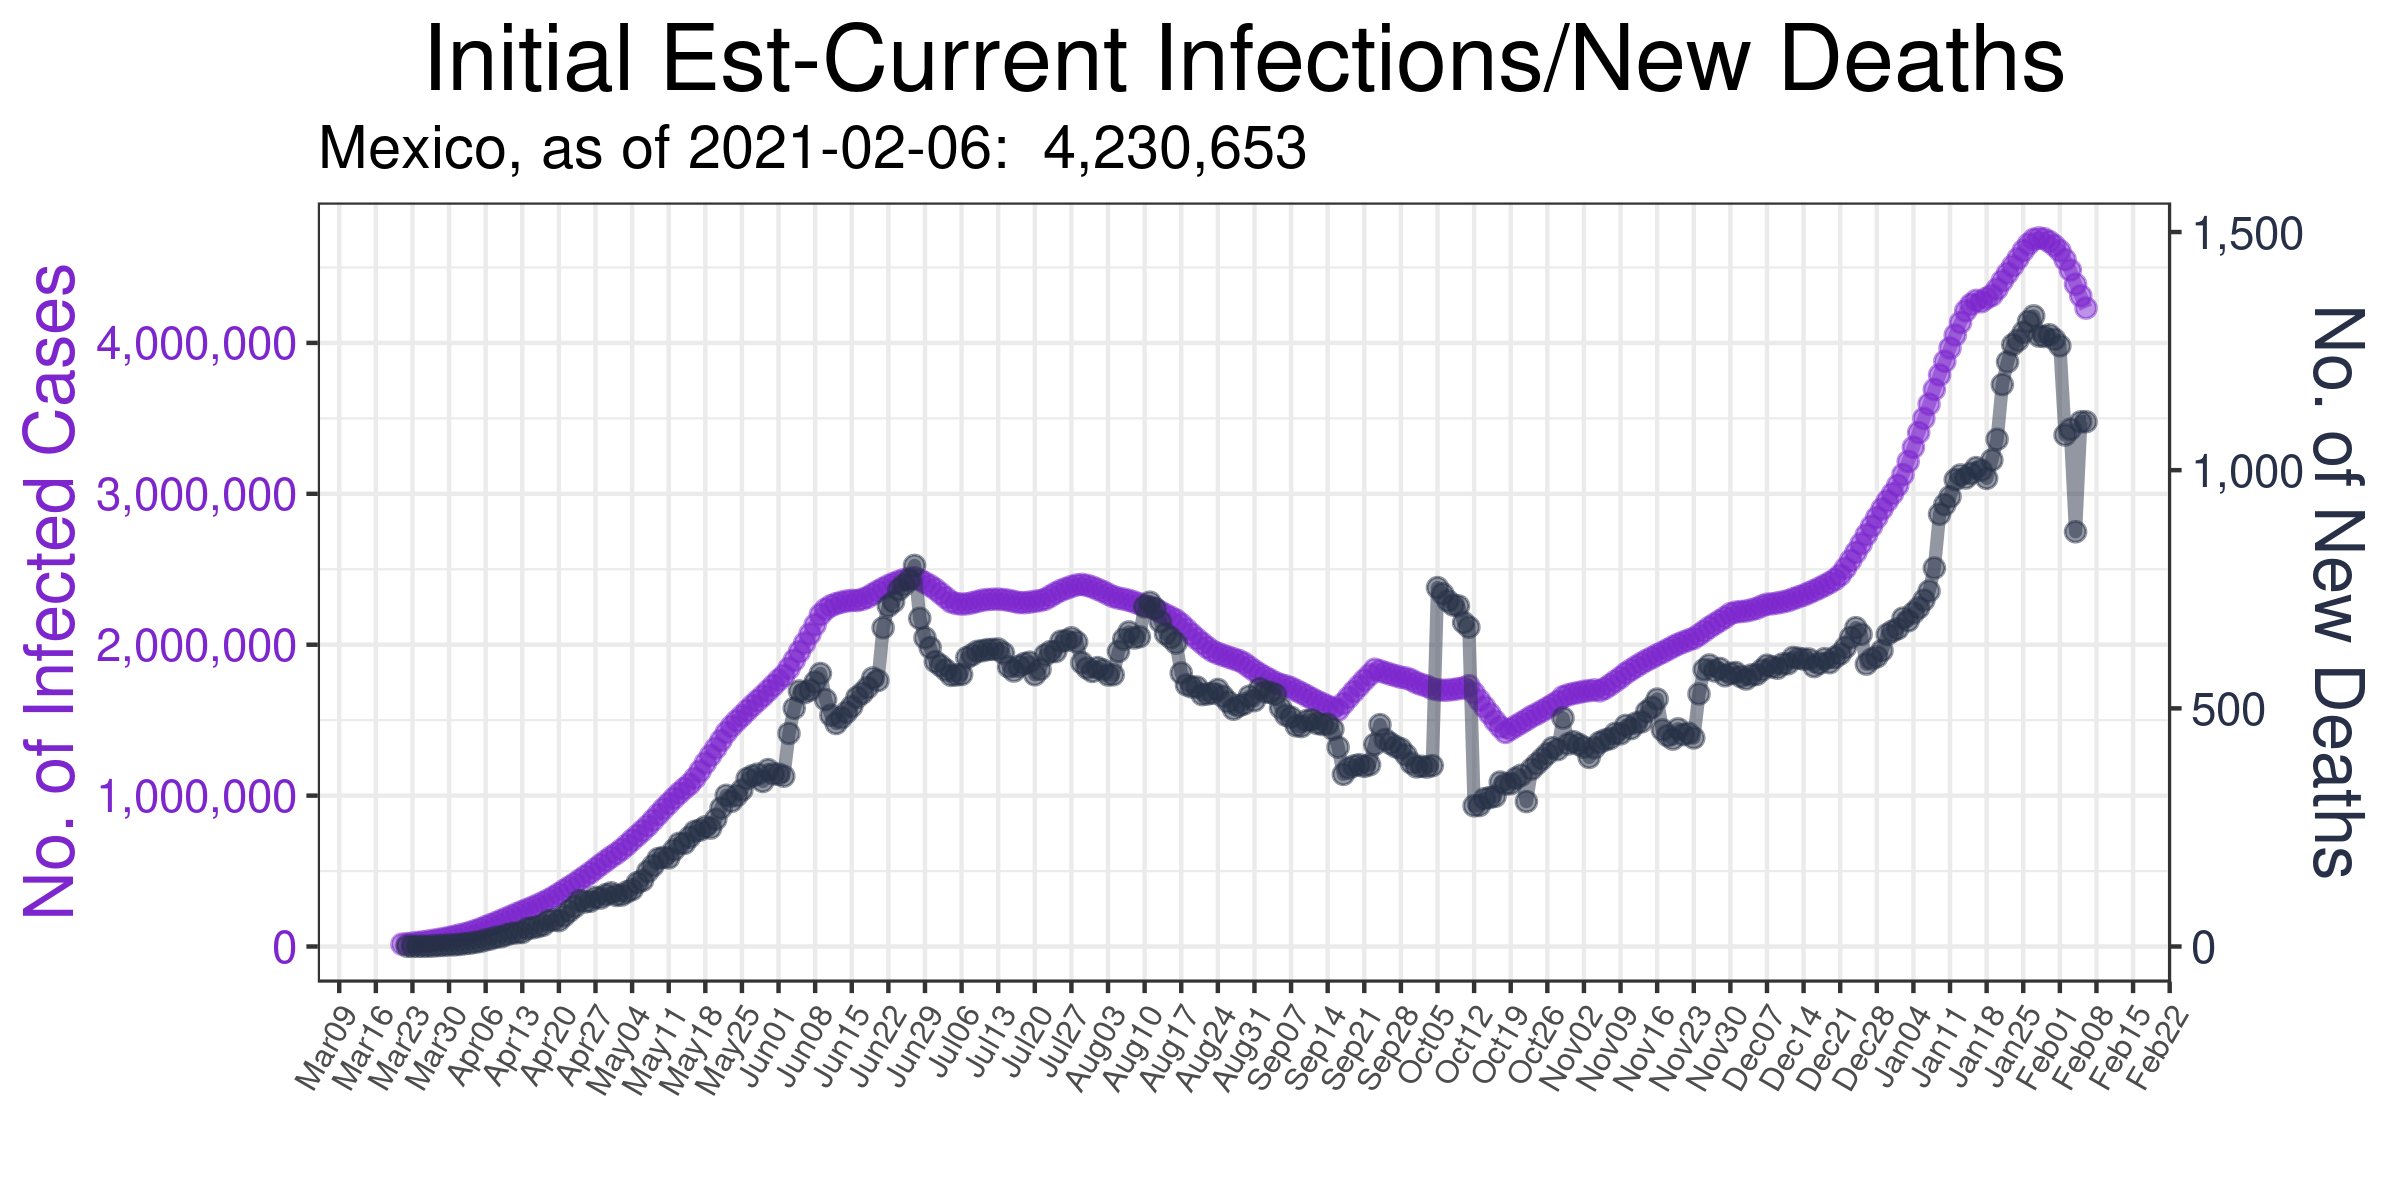 Initial Est-Current Infections/New Deaths
Mexico, as of 2021-02-06:  4,230,653
No. of Infected Cases
4,000,000
3,000,000
2,000,000
1,000,000
0
1,500
1,000
500
0
No. of New Deaths
Mar09
Mar16
Mar23
Mar30
Apr06
Apr13
Apr20
Apr27
May04
May11
May18
May25
Jun01
Jun08
Jun15
Jun22
Jun29
Jul06
Jul13
Jul20
Jul27
Aug03
Aug10
Aug17
Aug24
Aug31
Sep07
Sep14
Sep21
Sep28
Oct05
Oct12
Oct19
Oct26
Nov02
Nov09
Nov16
Nov23
Nov30
Dec07
Dec14
Dec21
Dec28
Jan04
Jan11
Jan18
Jan25
Feb01
Feb08
Feb15
Feb22